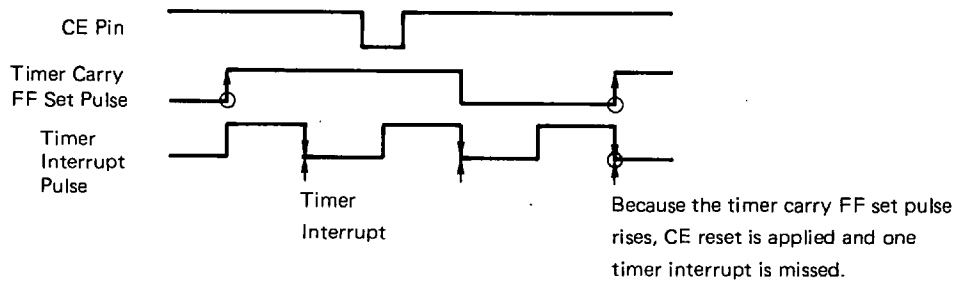 CE Pin
Timer Carry
FF Set Pulse
Timer
Interrupt
Pulse
Timer
Interrupt
Because the timer carry FF set pulse
rises, CE reset is applied and one
timer interrupt is missed.